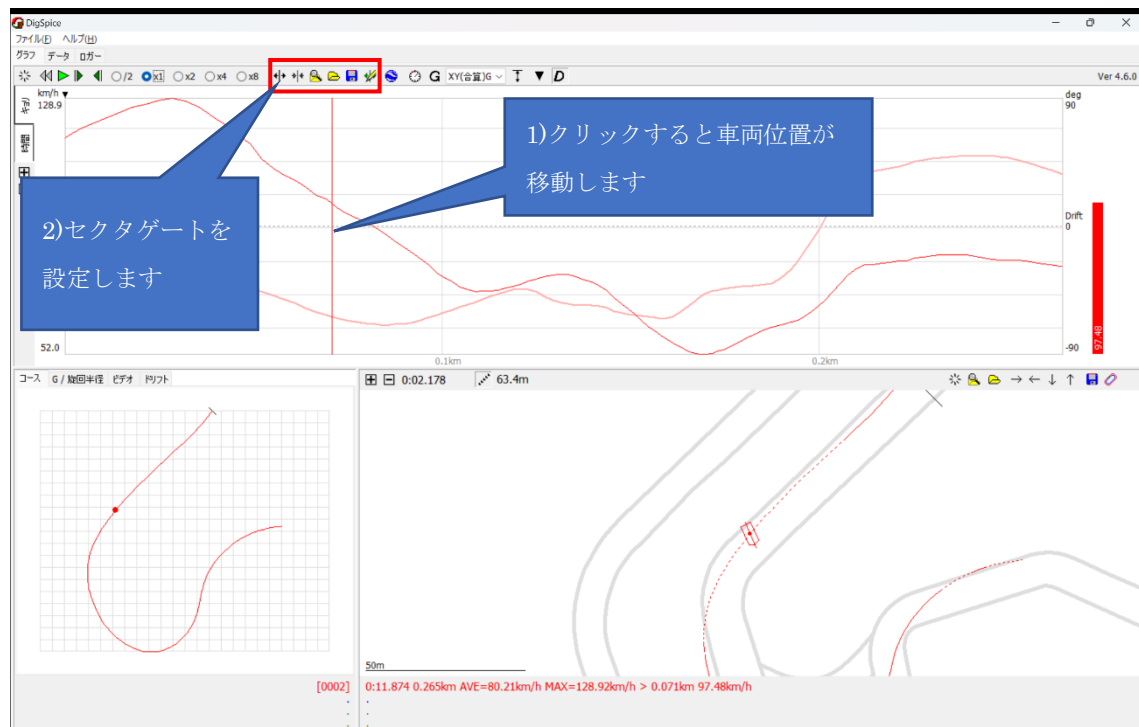 DigSpice
ファイル(F) ヘルプ(H)
グラフ データ ロガー
/2 x1 x2 x4 x8 G XY(合算)G D Ver 4.6.0
km/h
128.9
deg
90
時間
1)クリックすると車両位置が
移動します
2)セクタゲートを
設定します
Drift
0
97.48
52.0
-90
0.1km 0.2km
コース G / 旋回半径 ビデオ ドリフト
0:02.178 63.4m
50m
[0002] 0:11.874 0.265km AVE=80.21km/h MAX=128.92km/h > 0.071km 97.48km/h